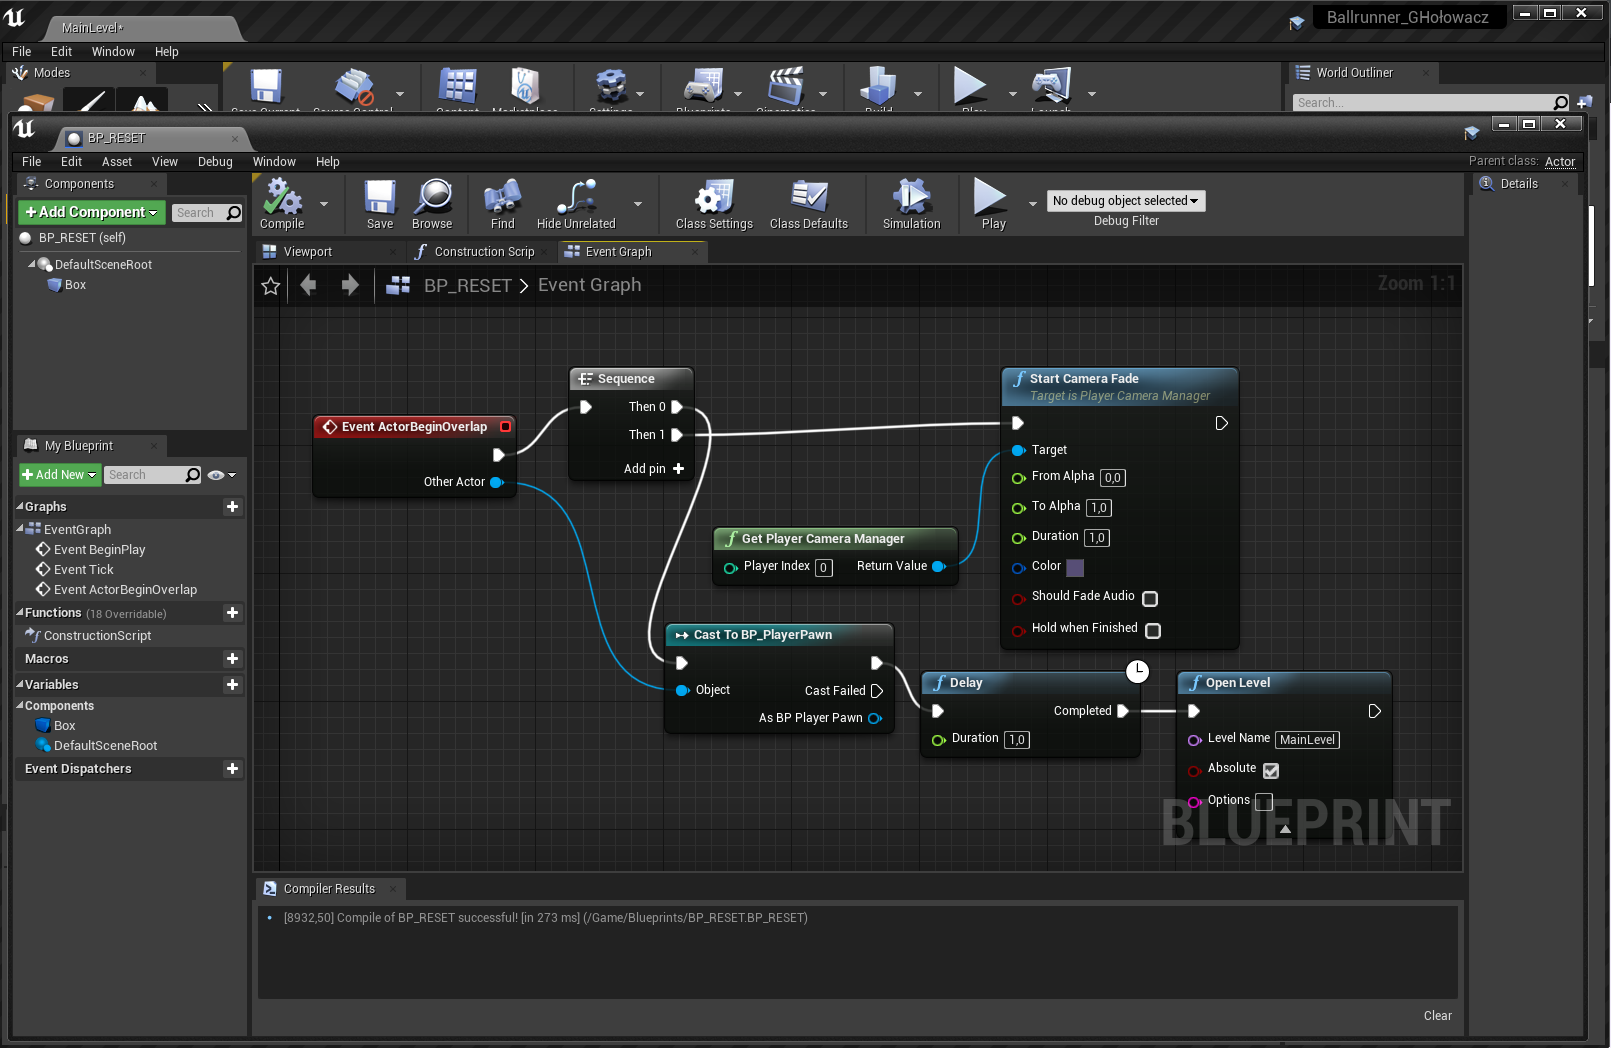 MainLevel*
Ballrunner_GHołowacz
File Edit Window Help
Modes
World Outliner
Search...
BP_RESET
File Edit Asset View Debug Window Help
Parent class: Actor
Components
Details
+Add Component
Search
Compile
Save
Browse
Find
Hide Unrelated
Class Settings
Class Defaults
Simulation
Play
No debug object selected
Debug Filter
BP_RESET (self)
DefaultSceneRoot
Box
Viewport
Construction Scrip
Event Graph
BP_RESET > Event Graph
Zoom 1:1
Sequence
Then 0
Then 1
Add pin
Event ActorBeginOverlap
Other Actor
Start Camera Fade
Target is Player Camera Manager
Target
From Alpha 0,0
To Alpha 1,0
Duration 1,0
Color
Should Fade Audio
Hold when Finished
Get Player Camera Manager
Player Index 0
Return Value
Cast To BP_PlayerPawn
Object
Cast Failed
As BP Player Pawn
Delay
Completed
Duration 1,0
Open Level
Level Name MainLevel
Absolute
Options
BLUEPRINT
My Blueprint
+Add New
Search
Graphs
EventGraph
Event BeginPlay
Event Tick
Event ActorBeginOverlap
Functions (18 Overridable)
ConstructionScript
Macros
Variables
Components
Box
DefaultSceneRoot
Event Dispatchers
Compiler Results
[8932,50] Compile of BP_RESET successful! [in 273 ms] (/Game/Blueprints/BP_RESET.BP_RESET)
Clear